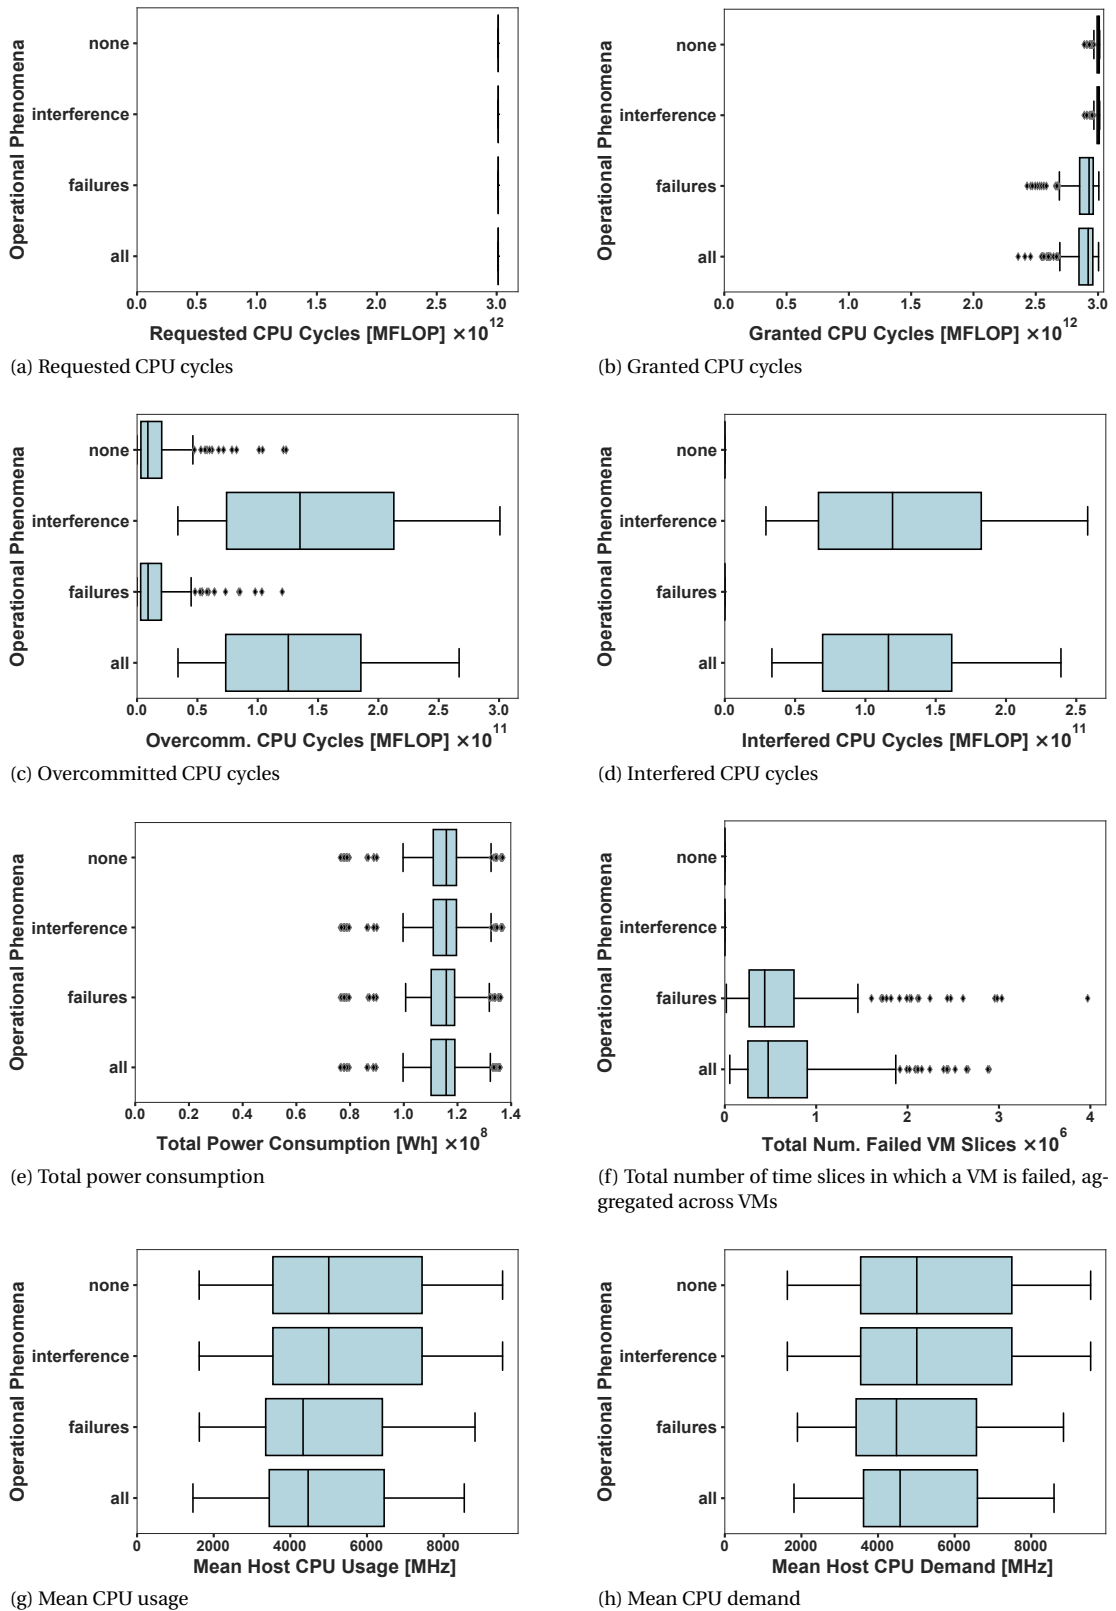 Operational Phenomena
none
interference
failures
all
0.0 0.5 1.0 1.5 2.0 2.5 3.0
Requested CPU Cycles [MFLOP] ×10^12
(a) Requested CPU cycles
Operational Phenomena
none
interference
failures
all
0.0 0.5 1.0 1.5 2.0 2.5 3.0
Granted CPU Cycles [MFLOP] ×10^12
(b) Granted CPU cycles
Operational Phenomena
none
interference
failures
all
0.0 0.5 1.0 1.5 2.0 2.5 3.0
Overcomm. CPU Cycles [MFLOP] ×10^11
(c) Overcommitted CPU cycles
Operational Phenomena
none
interference
failures
all
0.0 0.5 1.0 1.5 2.0 2.5
Interfered CPU Cycles [MFLOP] ×10^11
(d) Interfered CPU cycles
Operational Phenomena
none
interference
failures
all
0.0 0.2 0.4 0.6 0.8 1.0 1.2 1.4
Total Power Consumption [Wh] ×10^8
(e) Total power consumption
Operational Phenomena
none
interference
failures
all
0 1 2 3 4
Total Num. Failed VM Slices ×10^6
(f) Total number of time slices in which a VM is failed, ag-
gregated across VMs
Operational Phenomena
none
interference
failures
all
0 2000 4000 6000 8000
Mean Host CPU Usage [MHz]
(g) Mean CPU usage
Operational Phenomena
none
interference
failures
all
0 2000 4000 6000 8000
Mean Host CPU Demand [MHz]
(h) Mean CPU demand